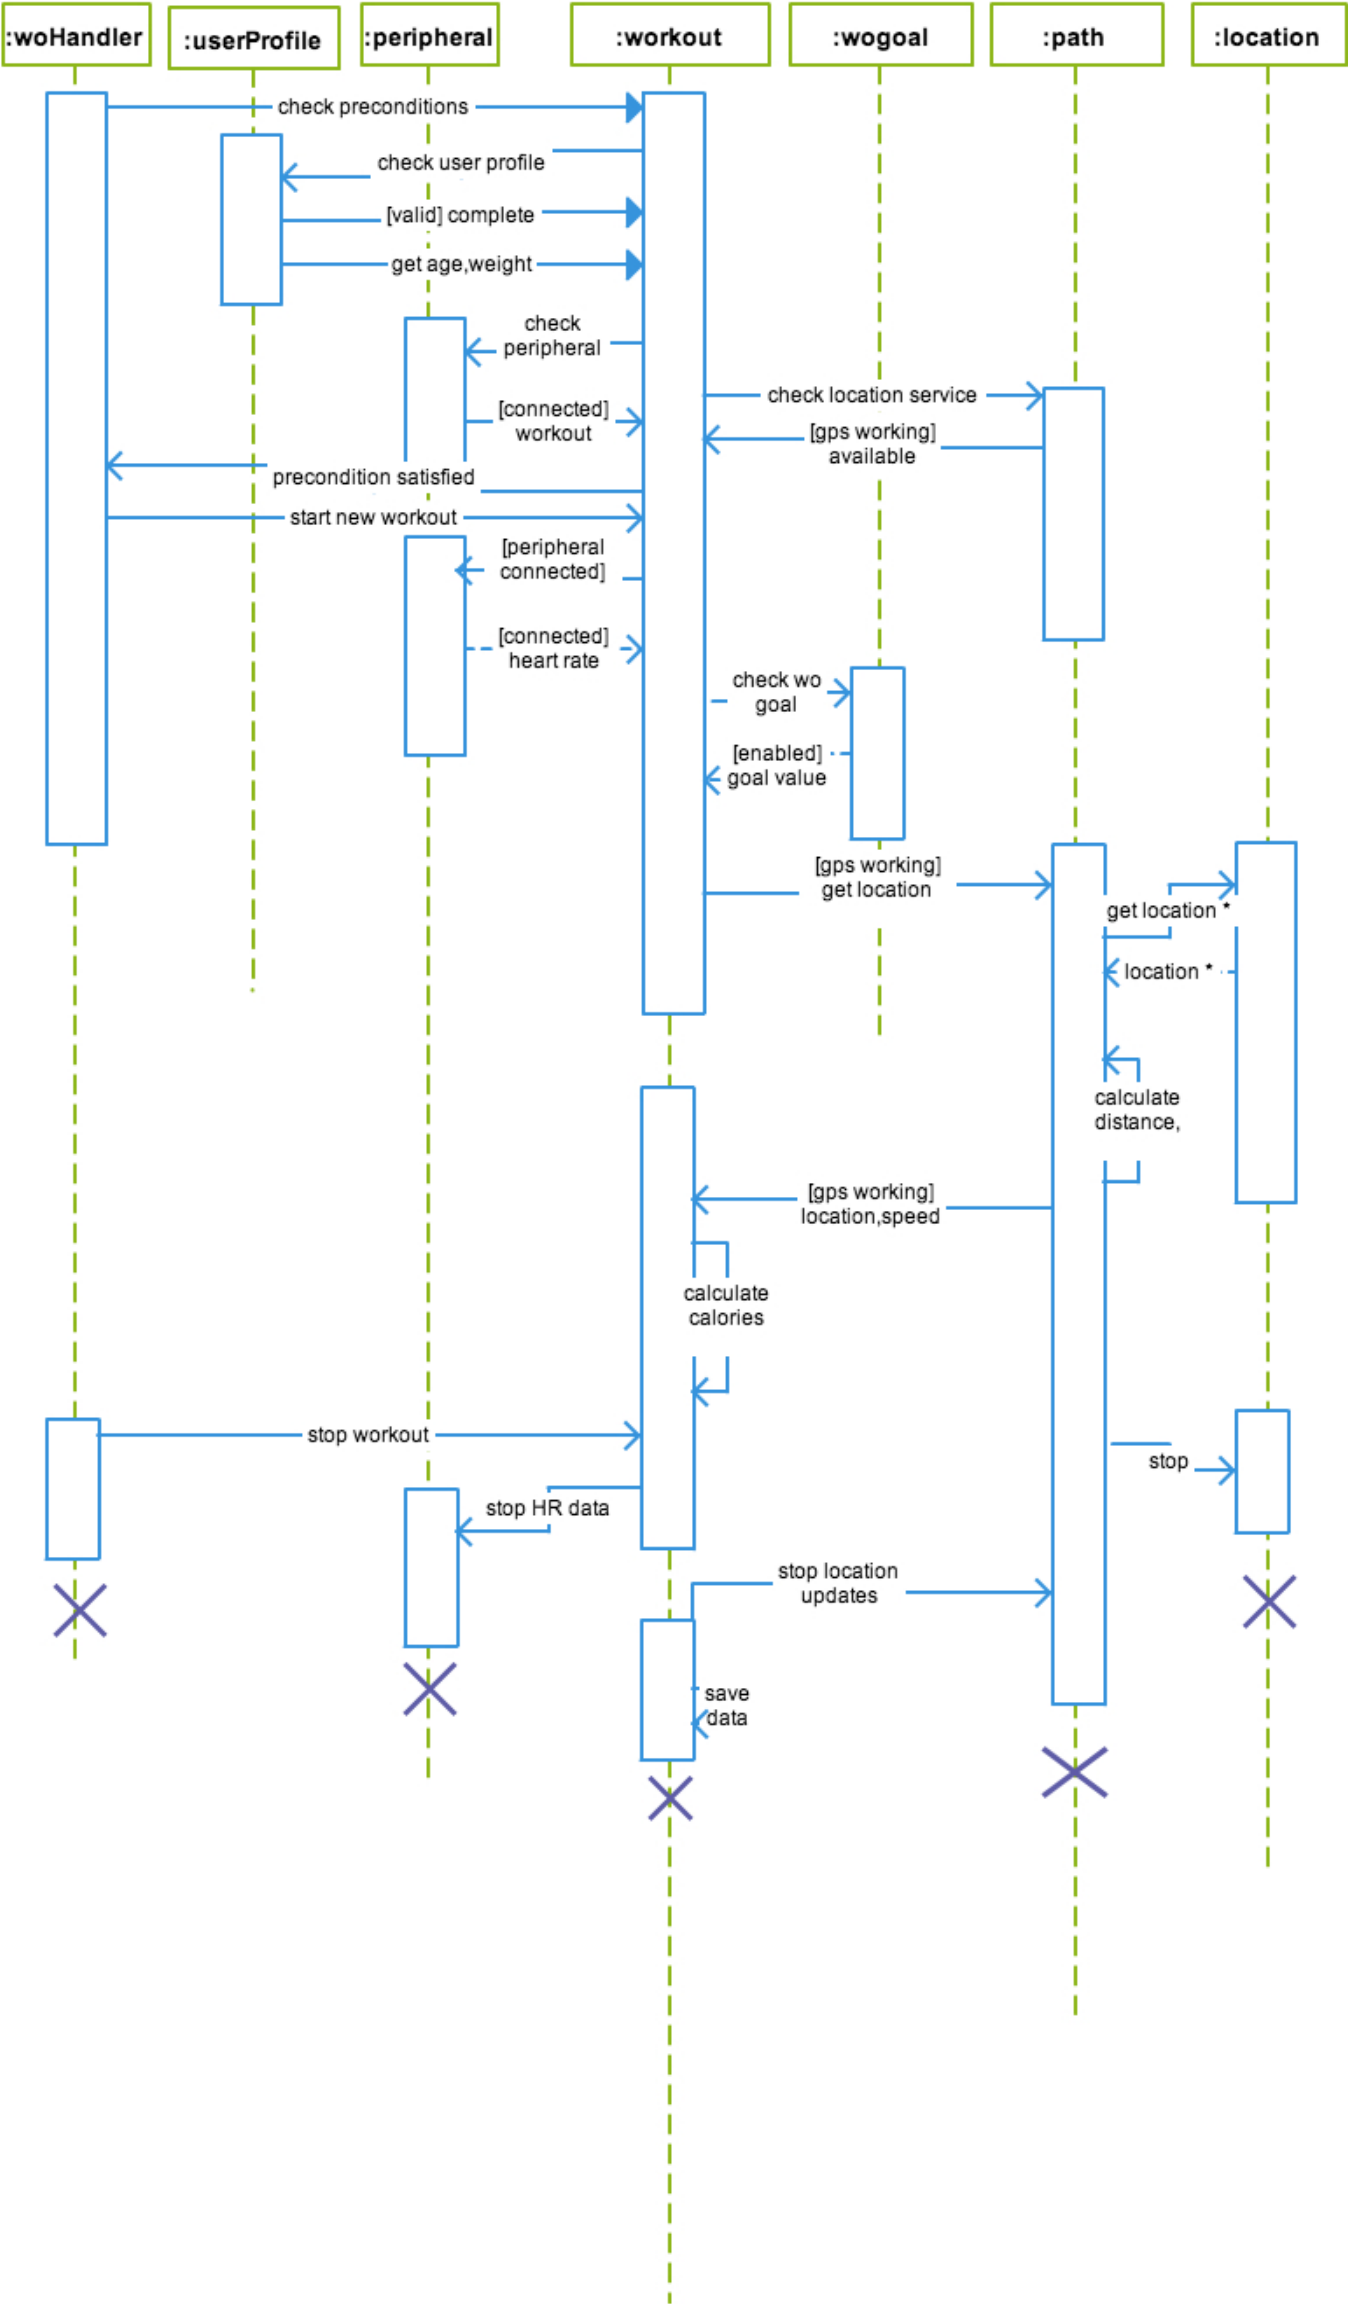 :woHandler
:userProfile
:peripheral
:workout
:wogoal
:path
:location
check preconditions
check user profile
[valid] complete
get age,weight
check
peripheral
check location service
[connected]
workout
[gps working]
available
precondition satisfied
start new workout
[peripheral
connected]
[connected]
heart rate
check wo
goal
[enabled]
goal value
[gps working]
get location
get location *
location *
calculate
distance,
[gps working]
location,speed
calculate
calories
stop workout
stop
stop HR data
stop location
updates
save
data